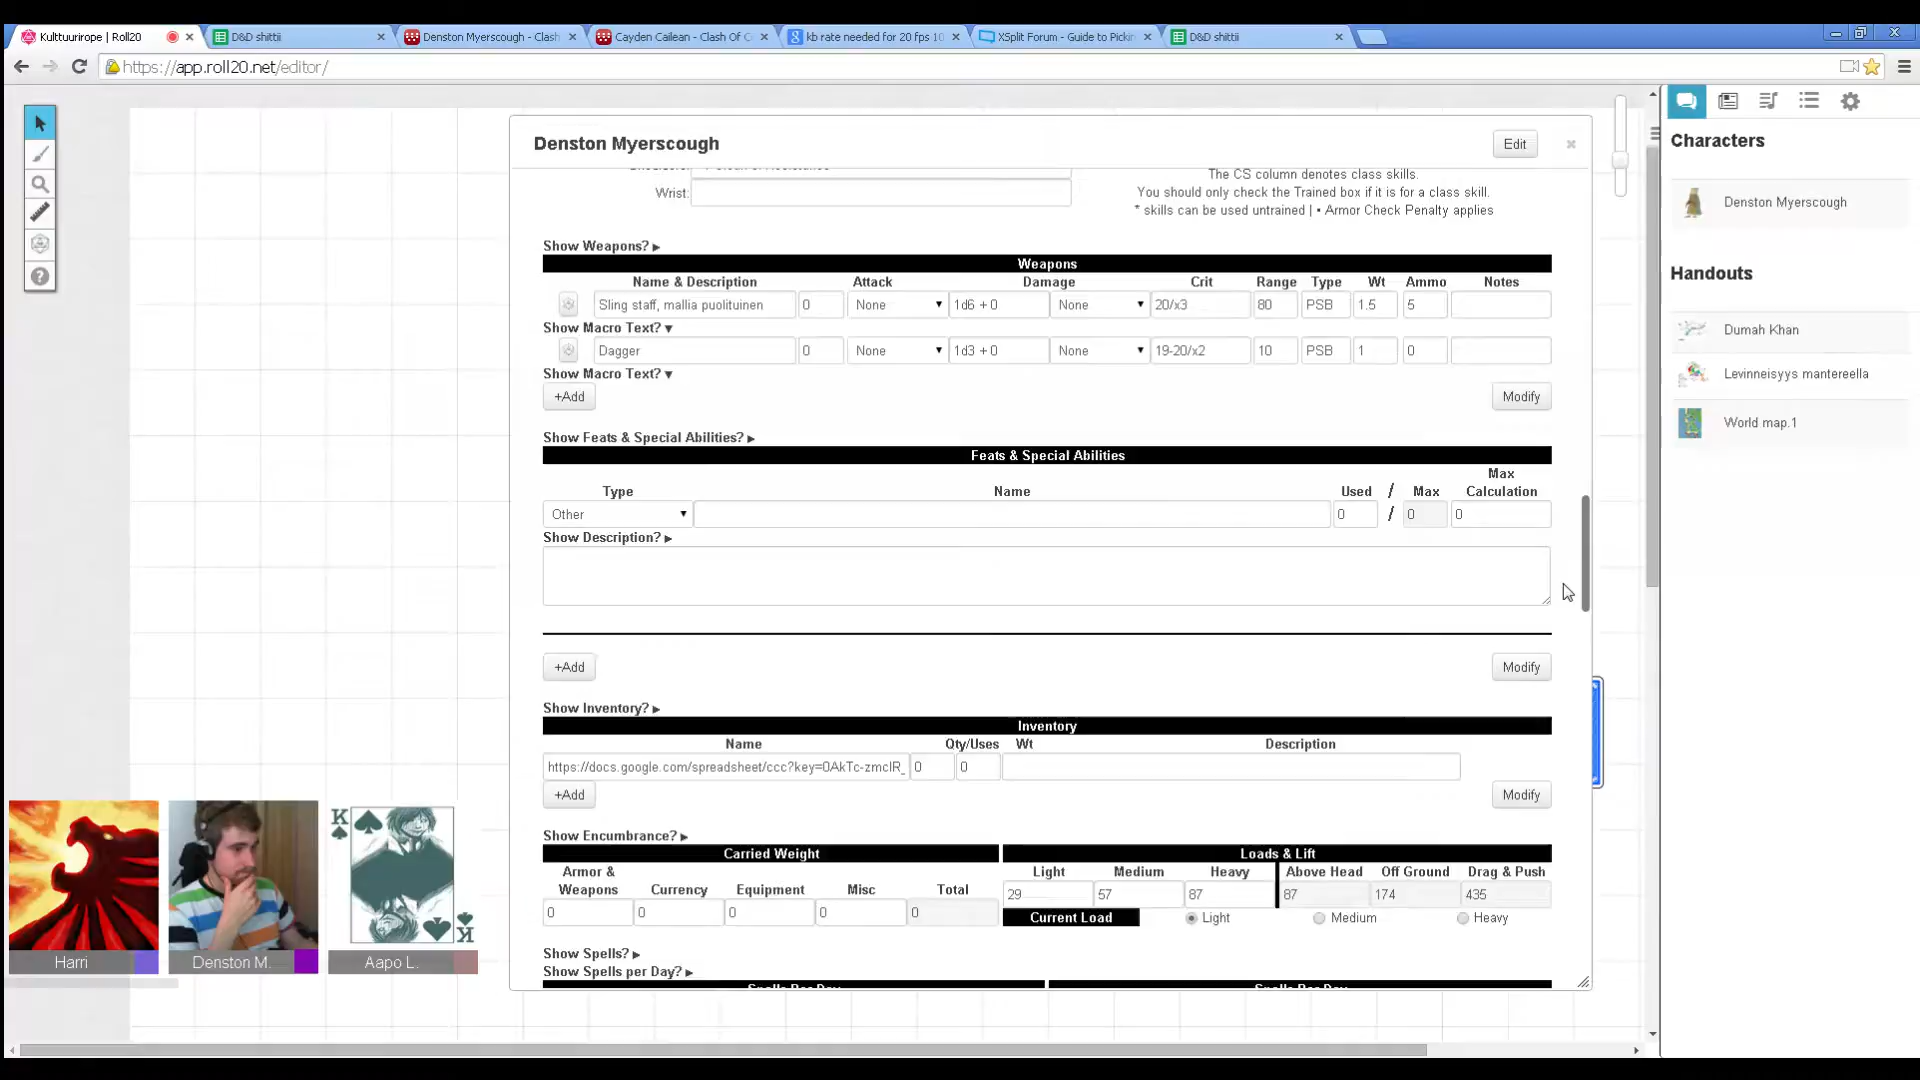 Kulttuurirope | Roll20
D&D shittii
Denston Myerscough - Clash
Cayden Cailean - Clash Of C
kb rate needed for 20 fps 10
XSplit Forum - Guide to Pickin
D&D shittii
https://app.roll20.net/editor/
Denston Myerscough
Edit
Wrist:
The CS column denotes class skills.
You should only check the Trained box if it is for a class skill.
* skills can be used untrained | • Armor Check Penalty applies
Show Weapons?
Weapons
Name & Description Attack Damage Crit Range Type Wt Ammo Notes
Sling staff, mallia puolituinen 0 None 1d6 + 0 None 20/x3 80 PSB 1.5 5
Show Macro Text?
Dagger 0 None 1d3 + 0 None 19-20/x2 10 PSB 1 0
Show Macro Text?
+Add Modify
Show Feats & Special Abilities?
Feats & Special Abilities
Type Name Used / Max Max Calculation
Other 0 / 0 0
Show Description?
+Add Modify
Show Inventory?
Inventory
Name Qty/Uses Wt Description
https://docs.google.com/spreadsheet/ccc?key=0AkTc-zmcIR_ 0 0
+Add Modify
Show Encumbrance?
Carried Weight Loads & Lift
Armor & Weapons Currency Equipment Misc Total Light Medium Heavy Above Head Off Ground Drag & Push
0 0 0 0 0 29 57 87 87 174 435
Current Load Light Medium Heavy
Show Spells?
Show Spells per Day?
Spells Per Day Spells Per Day
Characters
Denston Myerscough
Handouts
Dumah Khan
Levinneisyys mantereella
World map.1
K
K
Harri
Denston M.
Aapo L.